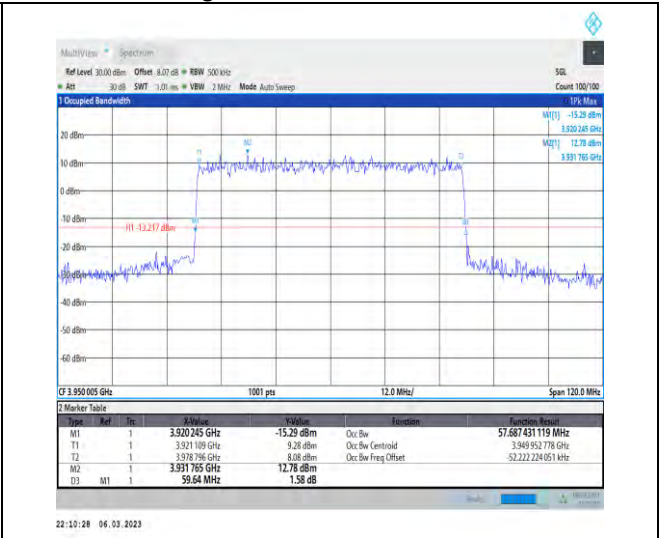 MultiView Spectrum
Ref Level 30.00 dBm Offset 8.07 dB RBW 500 kHz SGL
Att 30 dB SWT 1.01 ms VBW 2 MHz Mode Auto Sweep Count 100/100
1 Occupied Bandwidth 1Pk Max
M1[1] -15.29 dBm
3.920 245 GHz
M2[1] 12.78 dBm
3.931 765 GHz
20 dBm
M2
T1
T2
10 dBm
0 dBm
-10 dBm
H1 -13.217 dBm
M1
-20 dBm
-30 dBm
-40 dBm
-50 dBm
-60 dBm
CF 3.950 005 GHz 1001 pts 12.0 MHz/ Span 120.0 MHz
2 Marker Table
Type Ref Trc X-Value Y-Value Function Function Result
M1 1 3.920 245 GHz -15.29 dBm Occ Bw 57.687 431 119 MHz
T1 1 3.921 109 GHz 9.28 dBm Occ Bw Centroid 3.949 952 778 GHz
T2 1 3.978 796 GHz 8.08 dBm Occ Bw Freq Offset -52.222 224 051 kHz
M2 1 3.931 765 GHz 12.78 dBm
D3 M1 1 59.64 MHz 1.58 dB
22:10:28 06.03.2023